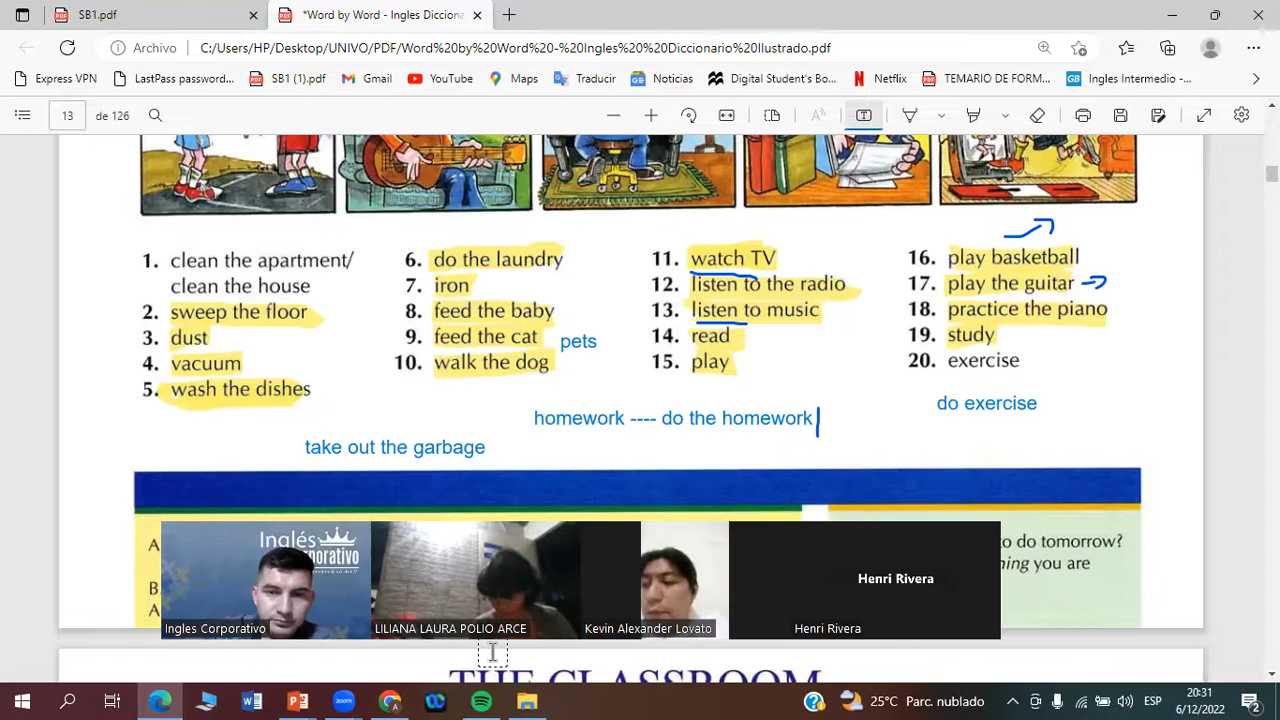 SB1.pdf
*Word by Word - Ingles Dicciona
Archivo
C:/Users/HP/Desktop/UNIVO/PDF/Word%20by%20Word%20-%20Ingles%20%20Diccionario%20Ilustrado.pdf
Express VPN
LastPass password...
SB1 (1).pdf
Gmail
YouTube
Maps
Traducir
Noticias
Digital Student's Bo...
Netflix
TEMARIO DE FORM...
Ingles Intermedio -...
13 de 126
1. clean the apartment/
clean the house
2. sweep the floor
3. dust
4. vacuum
5. wash the dishes
6. do the laundry
7. iron
8. feed the baby
9. feed the cat
pets
10. walk the dog
11. watch TV
12. listen to the radio
13. listen to music
14. read
15. play
16. play basketball
17. play the guitar
18. practice the piano
19. study
20. exercise
do exercise
homework ---- do the homework
take out the garbage
A
B.
A
to do tomorrow?
ning you are
Inglés
rporativo
Ingles Corporativo
LILIANA LAURA POLIO ARCE
Kevin Alexander Lovato
Henri Rivera
Henri Rivera
THE CLASSROOM
25°C Parc. nublado
ESP
20:31
6/12/2022
2